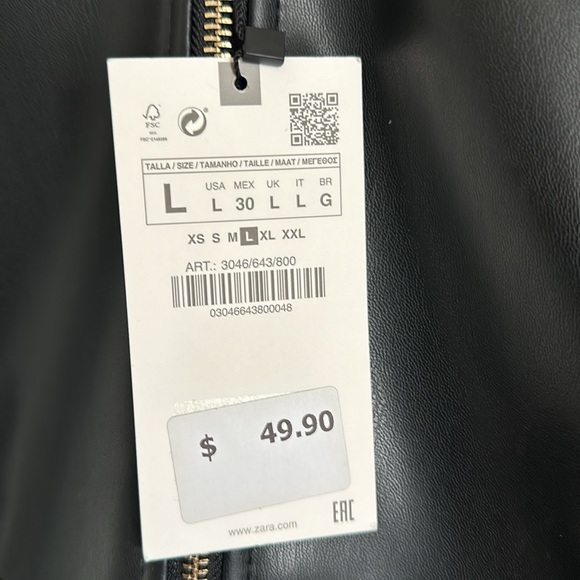 FSC
TALLA / SIZE / TAMANHO / TAILLE / MAAT / ΜΕΓΕΘΟΣ
USA MEX UK IT BR
L L 30 L L G
XS S M L XL XXL
ART.: 3046/643/800
03046643800048
$ 49.90
www.zara.com
EAC